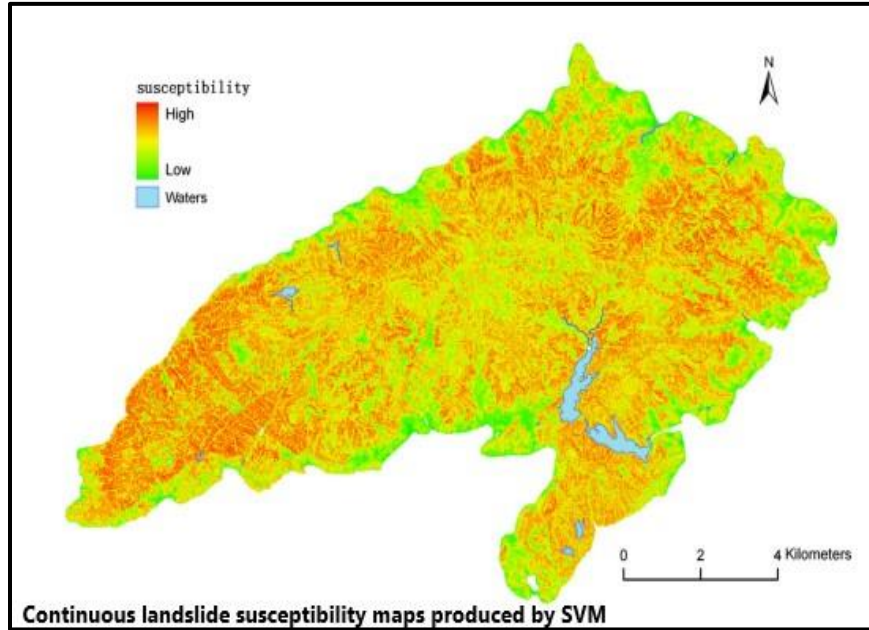 N
susceptibility
High
Low
Waters
0 2 4 Kilometers
Continuous landslide susceptibility maps produced by SVM